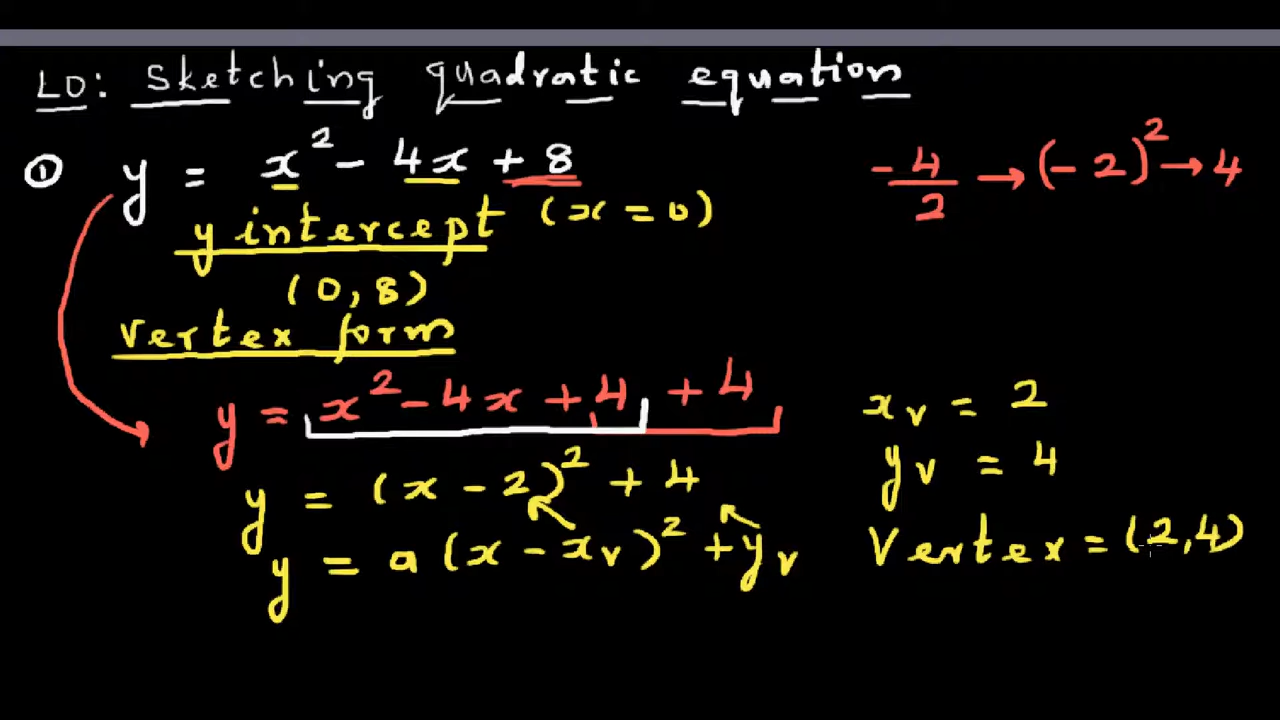 LO: Sketching quadratic equation
① y = x² - 4x + 8
-4/2 → (-2)² → 4
y intercept (x = 0)
(0, 8)
Vertex form
y = x² - 4x + 4 + 4
y = (x - 2)² + 4
y = a(x - xᵥ)² + yᵥ
xᵥ = 2
yᵥ = 4
Vertex = (2,4)